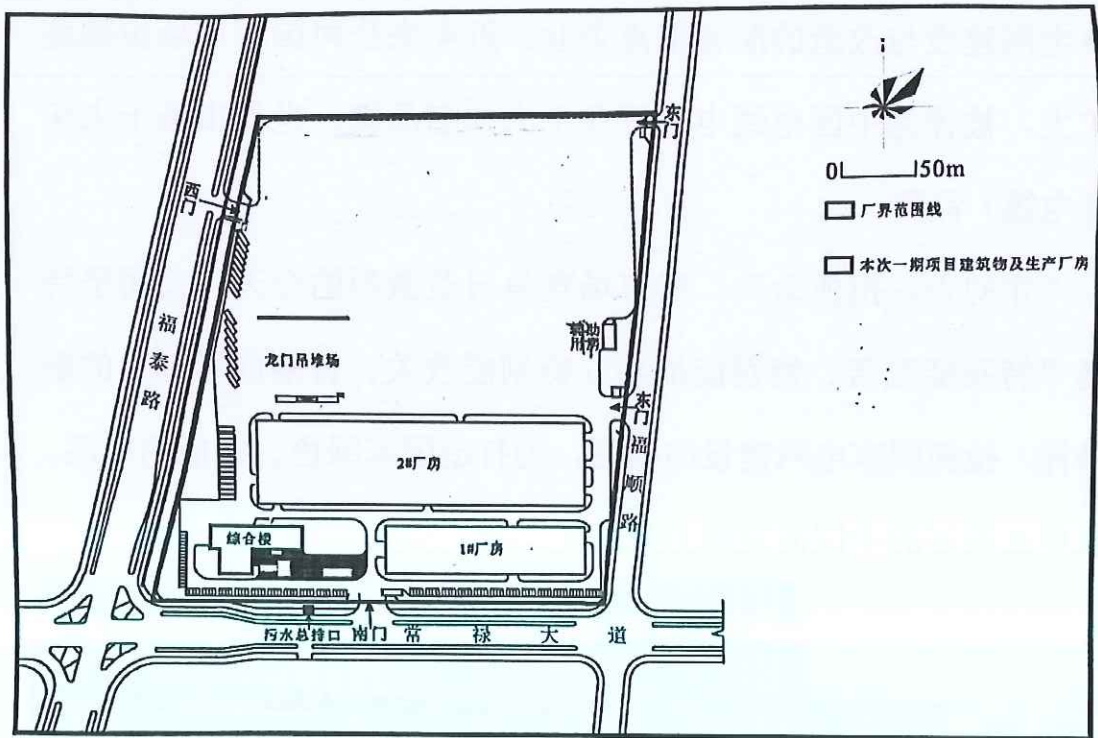 东门
西门
0 50m
厂界范围线
本次一期项目建筑物及生产厂房
福泰路
辅助用房
龙门吊堆场
东门
2#厂房
福顺路
综合楼
1#厂房
污水总排口 南门 常禄大道